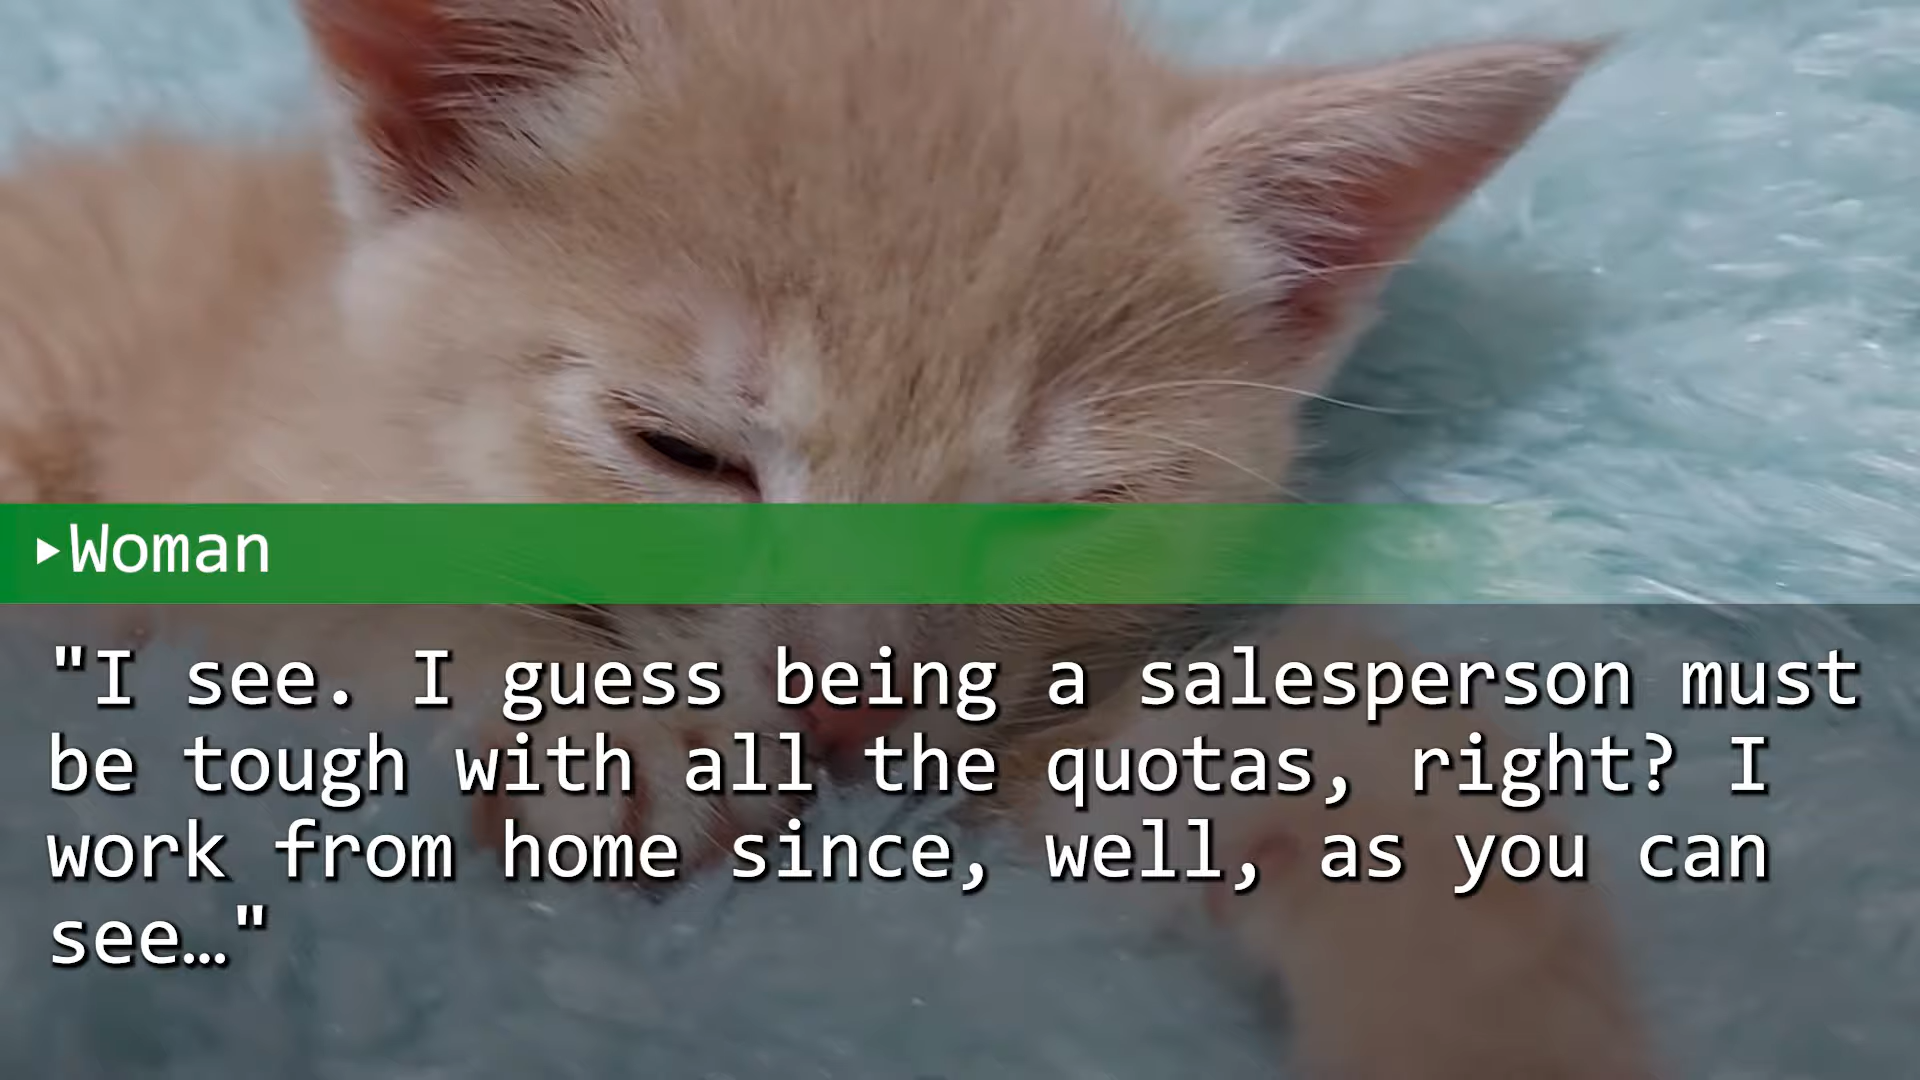 ▶Woman
"I see. I guess being a salesperson must
be tough with all the quotas, right? I
work from home since, well, as you can
see…"